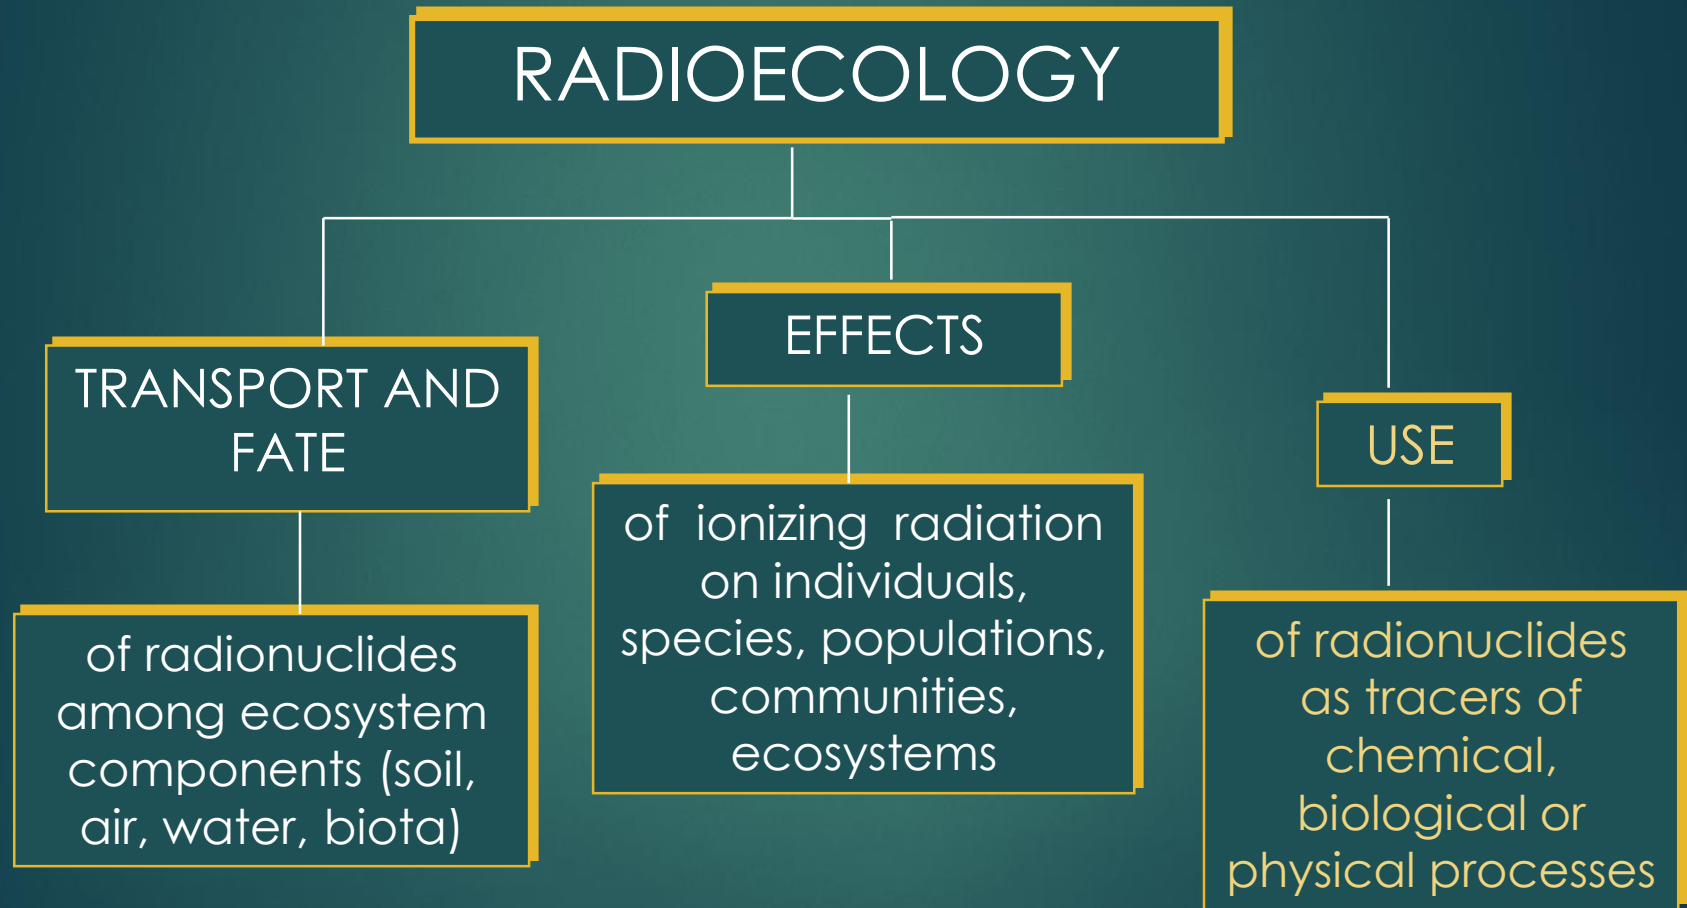 RADIOECOLOGY
TRANSPORT AND
FATE
of radionuclides
among ecosystem
components (soil,
air, water, biota)
EFFECTS
of ionizing radiation
on individuals,
species, populations,
communities,
ecosystems
USE
of radionuclides
as tracers of
chemical,
biological or
physical processes